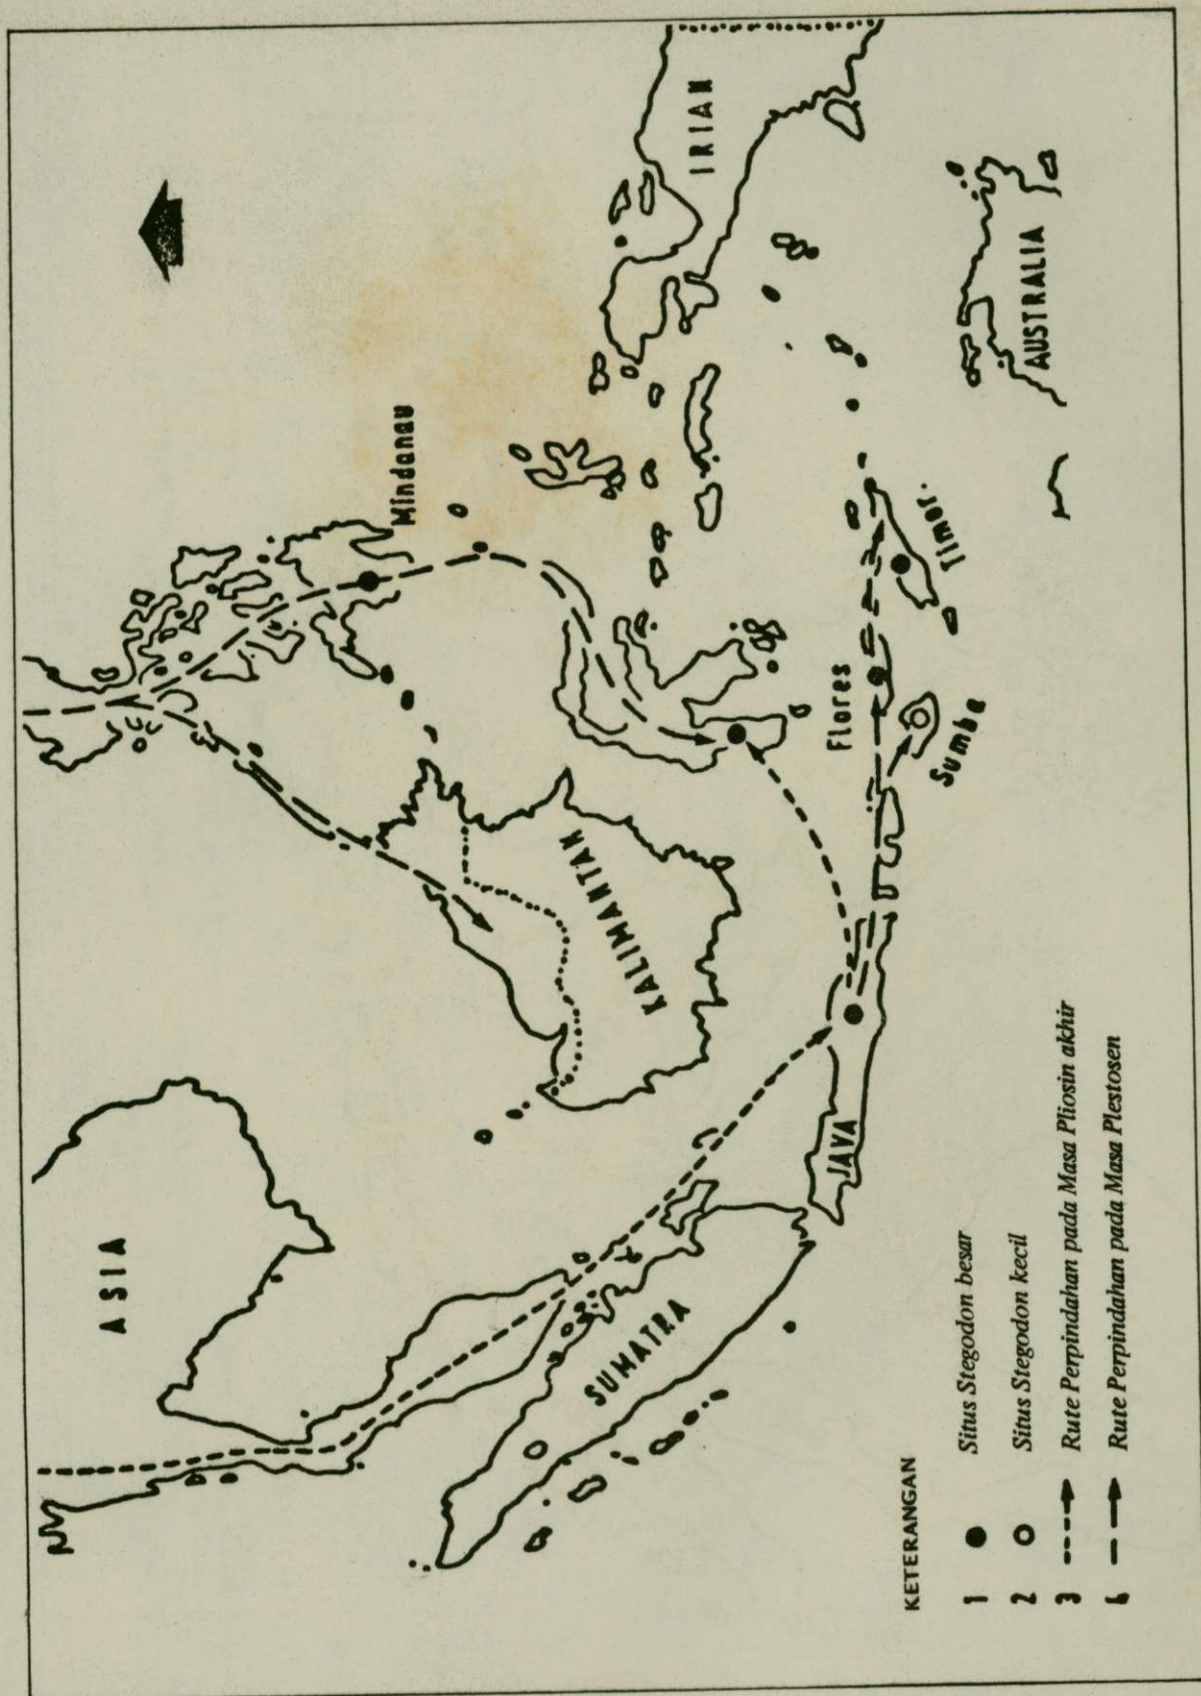 ASIA
Mindanau
IRIAN
KALIMANTAN
SUMATRA
JAVA
Flores
Sumba
Timor.
AUSTRALIA
KETERANGAN
1 Situs Stegodon besar
2 Situs Stegodon kecil
3 Rute Perpindahan pada Masa Pliosin akhir
4 Rute Perpindahan pada Masa Plestosen